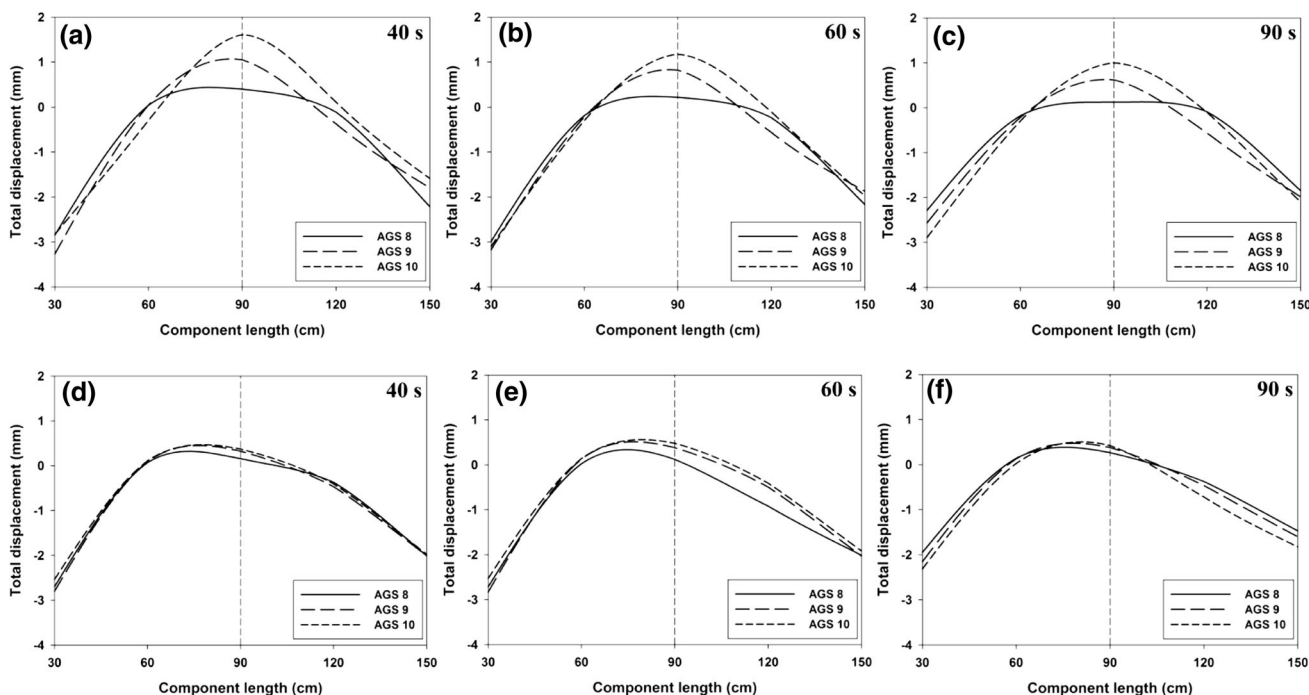 (a)
40 s
2
1
0
-1
-2
-3
-4
Total displacement (mm)
AGS 8
AGS 9
AGS 10
30 60 90 120 150
Component length (cm)
(b)
60 s
2
1
0
-1
-2
-3
-4
Total displacement (mm)
AGS 8
AGS 9
AGS 10
30 60 90 120 150
Component length (cm)
(c)
90 s
2
1
0
-1
-2
-3
-4
Total displacement (mm)
AGS 8
AGS 9
AGS 10
30 60 90 120 150
Component length (cm)
(d)
40 s
2
1
0
-1
-2
-3
-4
Total displacement (mm)
AGS 8
AGS 9
AGS 10
30 60 90 120 150
Component length (cm)
(e)
60 s
2
1
0
-1
-2
-3
-4
Total displacement (mm)
AGS 8
AGS 9
AGS 10
30 60 90 120 150
Component length (cm)
(f)
90 s
2
1
0
-1
-2
-3
-4
Total displacement (mm)
AGS 8
AGS 9
AGS 10
30 60 90 120 150
Component length (cm)